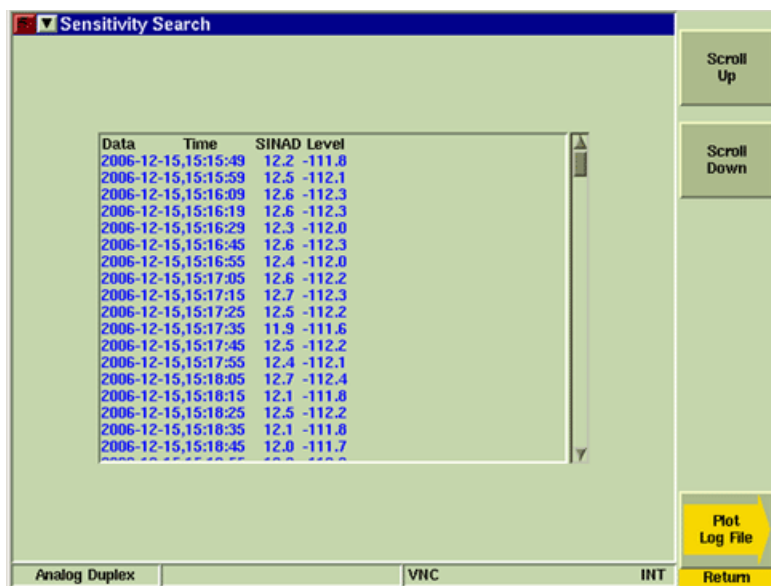 Sensitivity Search
Data Time SINAD Level
2006-12-15,15:15:49 12.2 -111.8
2006-12-15,15:15:59 12.5 -112.1
2006-12-15,15:16:09 12.6 -112.3
2006-12-15,15:16:19 12.6 -112.3
2006-12-15,15:16:29 12.3 -112.0
2006-12-15,15:16:45 12.6 -112.3
2006-12-15,15:16:55 12.4 -112.0
2006-12-15,15:17:05 12.6 -112.2
2006-12-15,15:17:15 12.7 -112.3
2006-12-15,15:17:25 12.5 -112.2
2006-12-15,15:17:35 11.9 -111.6
2006-12-15,15:17:45 12.5 -112.2
2006-12-15,15:17:55 12.4 -112.1
2006-12-15,15:18:05 12.7 -112.4
2006-12-15,15:18:15 12.1 -111.8
2006-12-15,15:18:25 12.5 -112.2
2006-12-15,15:18:35 12.1 -111.8
2006-12-15,15:18:45 12.0 -111.7
Scroll
Up
Scroll
Down
Plot
Log File
Return
Analog Duplex VNC INT